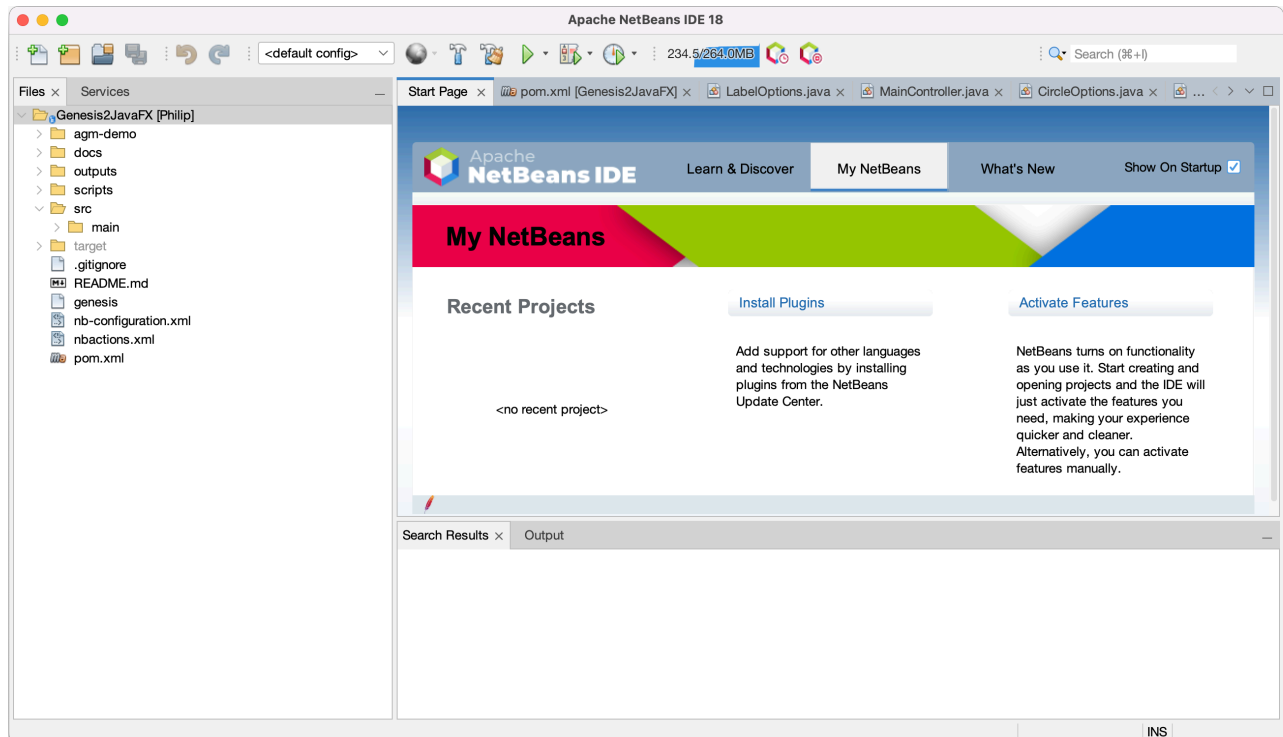 Apache NetBeans IDE 18
<default config>
234.5/264.0MB
Search (⌘+I)
Files
Services
Start Page
pom.xml [Genesis2JavaFX]
LabelOptions.java
MainController.java
CircleOptions.java
...
Genesis2JavaFX [Philip]
agm-demo
docs
outputs
scripts
src
main
target
.gitignore
README.md
genesis
nb-configuration.xml
nbactions.xml
pom.xml
Apache
NetBeans IDE
Learn & Discover
My NetBeans
What's New
Show On Startup
My NetBeans
Recent Projects
<no recent project>
Install Plugins
Add support for other languages
and technologies by installing
plugins from the NetBeans
Update Center.
Activate Features
NetBeans turns on functionality
as you use it. Start creating and
opening projects and the IDE will
just activate the features you
need, making your experience
quicker and cleaner.
Alternatively, you can activate
features manually.
Search Results
Output
INS